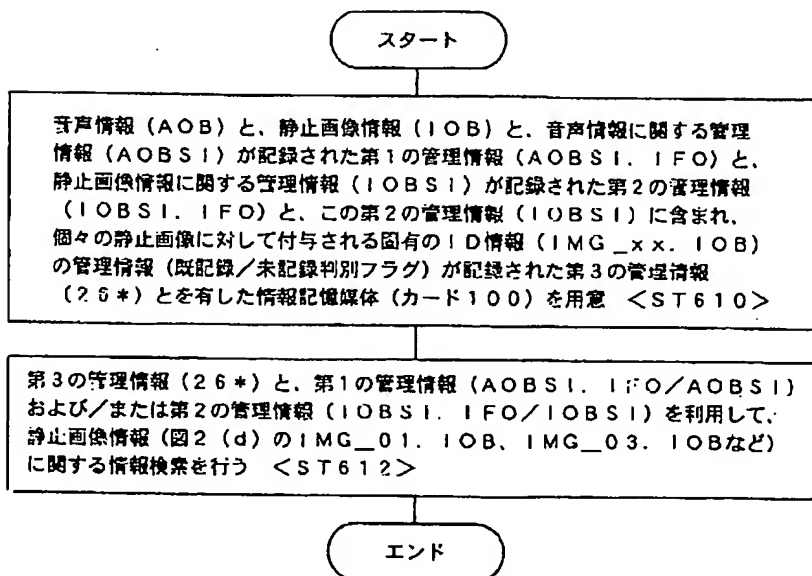 スタート
音声情報（AOB）と、静止画像情報（IOB）と、音声情報に関する管理
情報（AOBSI）が記録された第1の管理情報（AOBSI．IFO）と、
静止画像情報に関する管理情報（IOBSI）が記録された第2の管理情報
（IOBSI．IFO）と、この第2の管理情報（IOBSI）に含まれ、
個々の静止画像に対して付与される固有のID情報（IMG_xx．IOB）
の管理情報（既記録／未記録判別フラグ）が記録された第3の管理情報
（26*）とを有した情報記憶媒体（カード100）を用意 ＜ST610＞
第3の管理情報（26*）と、第1の管理情報（AOBSI．IFO／AOBSI）
および／または第2の管理情報（IOBSI．IFO／IOBSI）を利用して、
静止画像情報（図2（d）のIMG_01．IOB、IMG_03．IOBなど）
に関する情報検索を行う ＜ST612＞
エンド